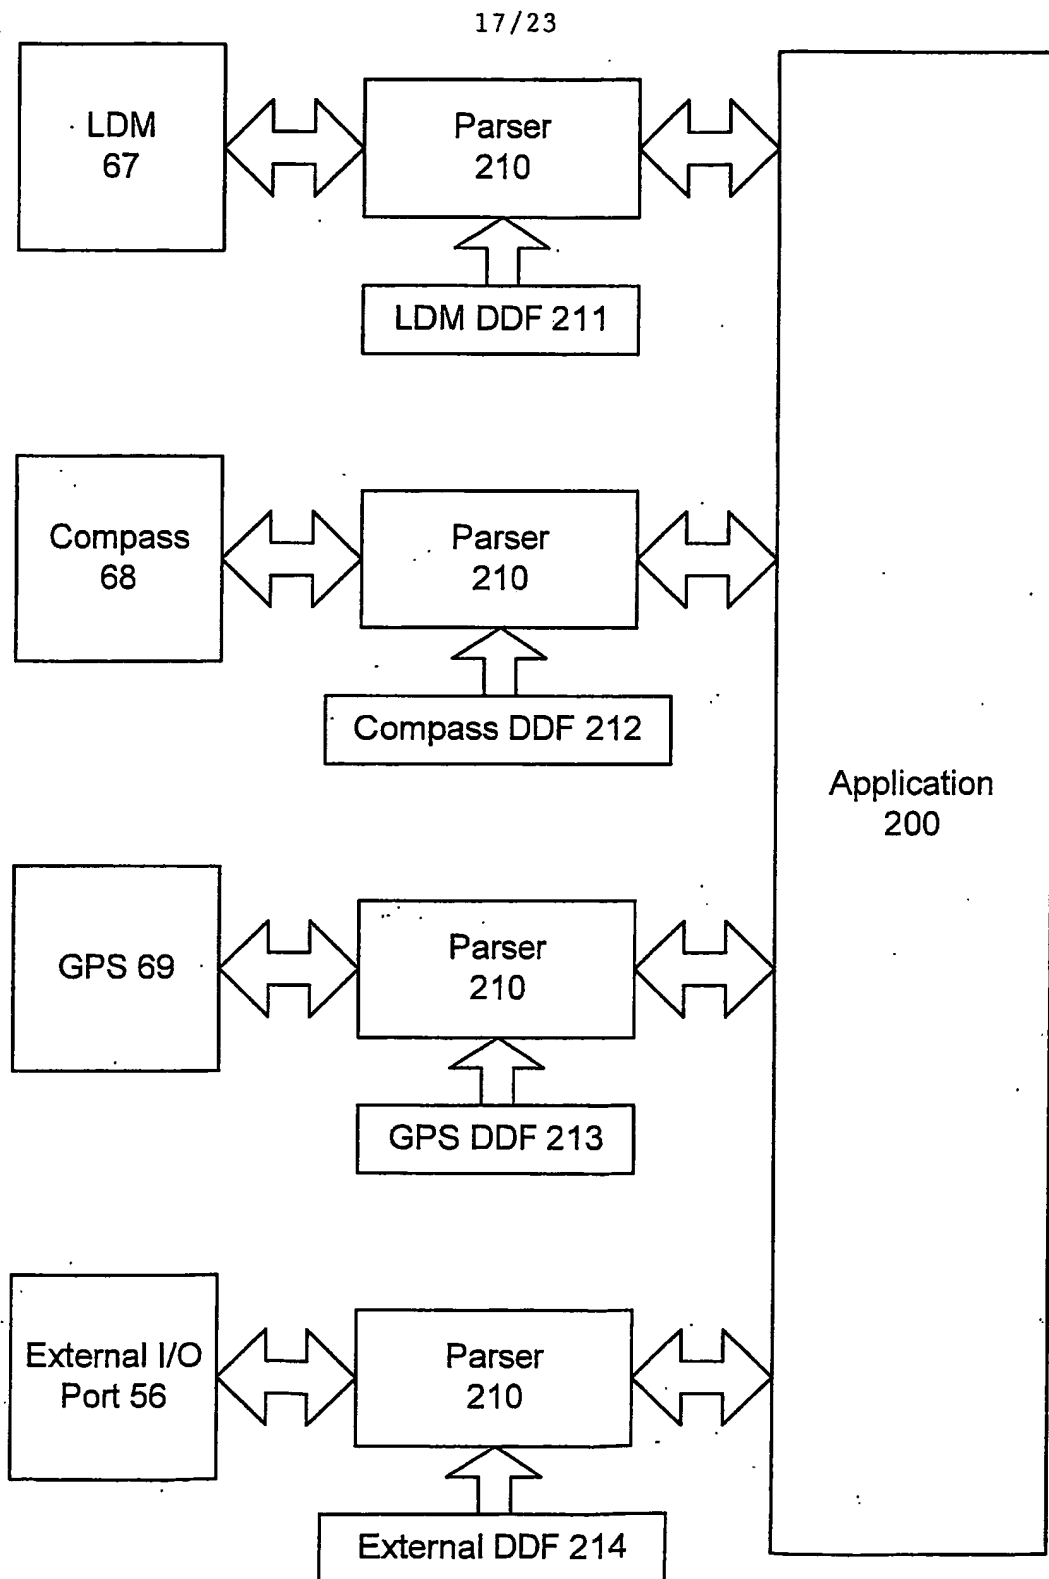 17/23
LDM
67
Parser
210
LDM DDF 211
Compass
68
Parser
210
Compass DDF 212
Application
200
GPS 69
Parser
210
GPS DDF 213
External I/O
Port 56
Parser
210
External DDF 214